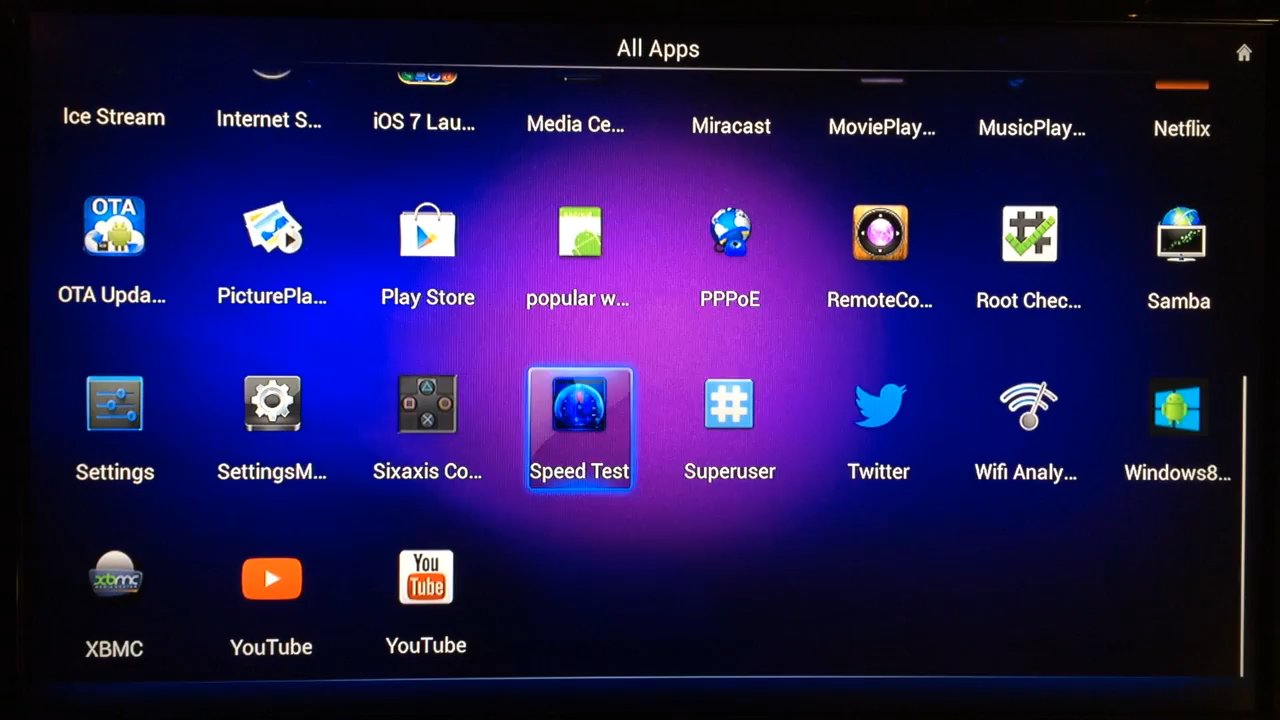 All Apps
Ice Stream
Internet S...
iOS 7 Lau...
Media Ce...
Miracast
MoviePlay...
MusicPlay...
Netflix
OTA
OTA Upda...
PicturePla...
Play Store
popular w...
PPPoE
RemoteCo...
Root Chec...
Samba
Settings
SettingsM...
Sixaxis Co...
Speed Test
Superuser
Twitter
Wifi Analy...
Windows8...
xbmc
You
Tube
XBMC
YouTube
YouTube